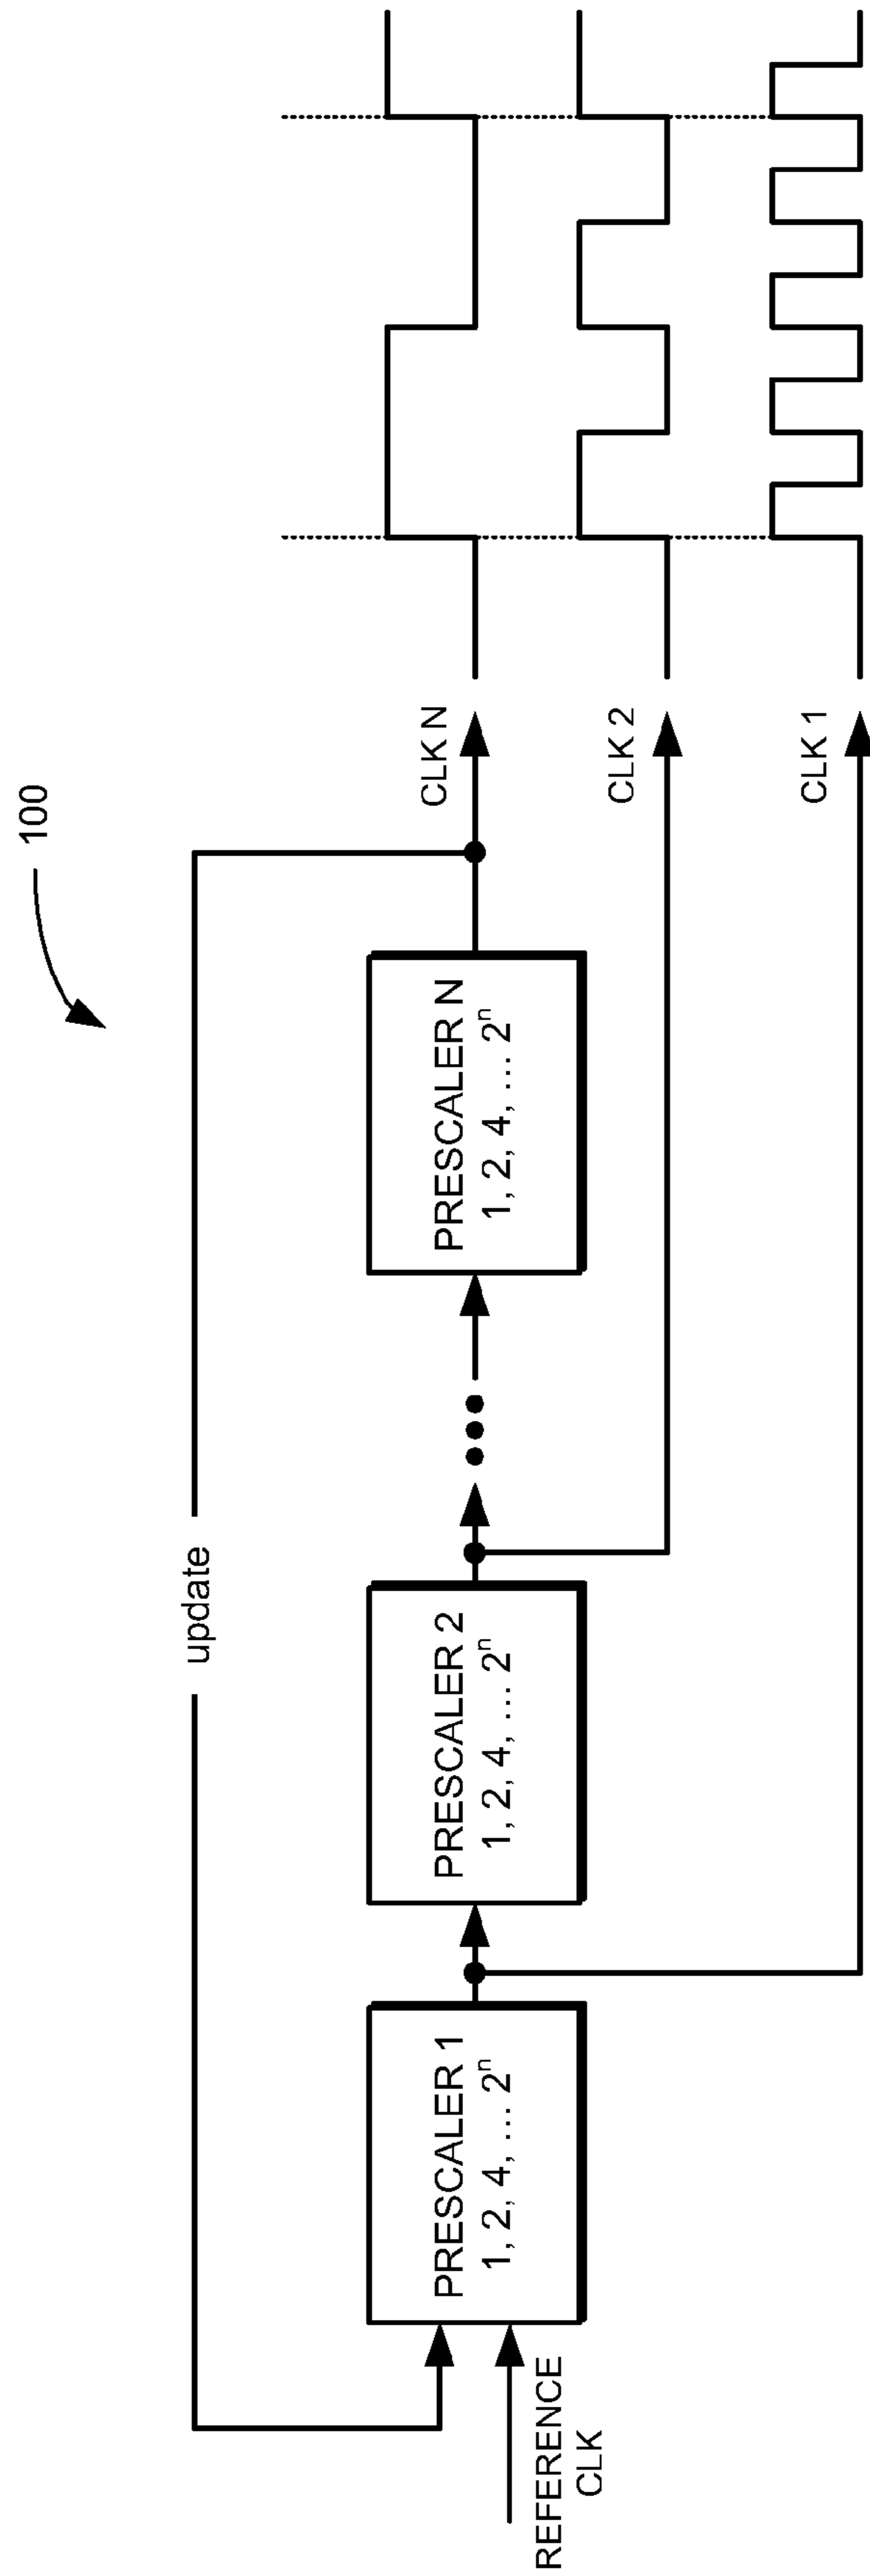 100
update
PRESCALER 1
1, 2, 4, ... 2ⁿ
PRESCALER 2
1, 2, 4, ... 2ⁿ
PRESCALER N
1, 2, 4, ... 2ⁿ
REFERENCE
CLK
CLK N
CLK 2
CLK 1